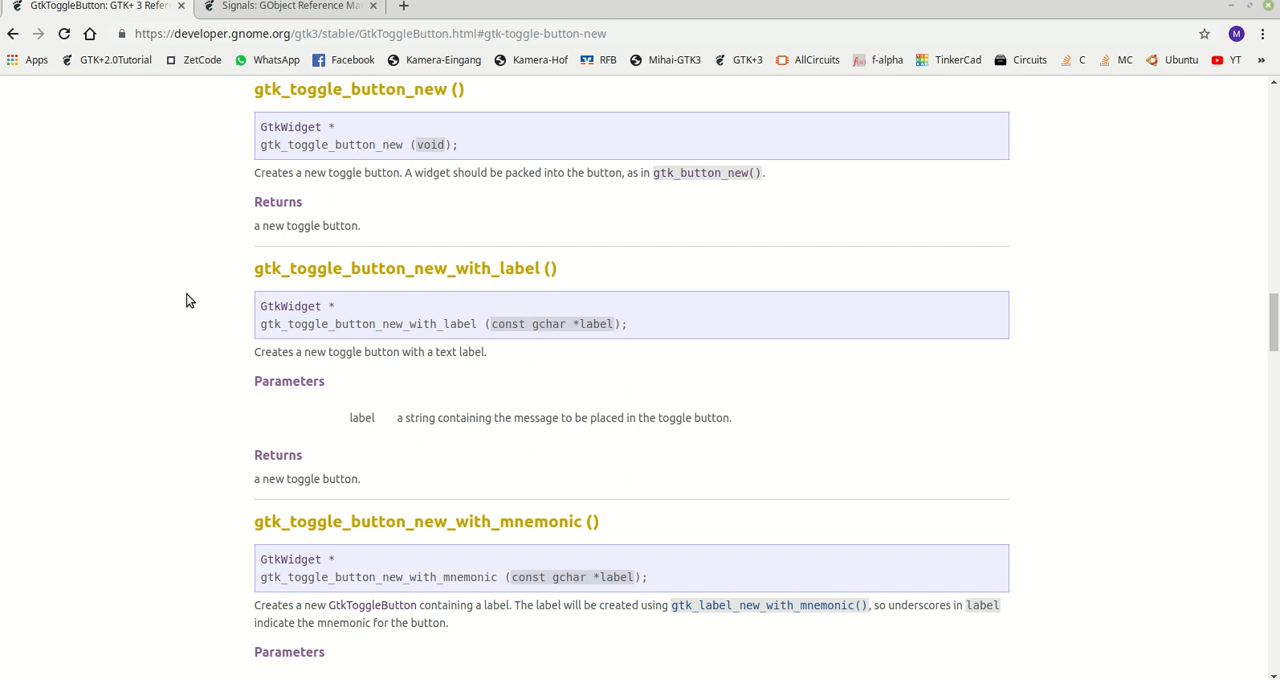 GtkToggleButton: GTK+ 3 Refer
Signals: GObject Reference Ma
https://developer.gnome.org/gtk3/stable/GtkToggleButton.html#gtk-toggle-button-new
M
Apps GTK+2.0Tutorial ZetCode WhatsApp Facebook Kamera-Eingang Kamera-Hof RFB Mihai-GTK3 GTK+3 AllCircuits f-alpha TinkerCad Circuits C MC Ubuntu YT »
gtk_toggle_button_new ()
GtkWidget *
gtk_toggle_button_new (void);
Creates a new toggle button. A widget should be packed into the button, as in gtk_button_new().
Returns
a new toggle button.
gtk_toggle_button_new_with_label ()
GtkWidget *
gtk_toggle_button_new_with_label (const gchar *label);
Creates a new toggle button with a text label.
Parameters
label a string containing the message to be placed in the toggle button.
Returns
a new toggle button.
gtk_toggle_button_new_with_mnemonic ()
GtkWidget *
gtk_toggle_button_new_with_mnemonic (const gchar *label);
Creates a new GtkToggleButton containing a label. The label will be created using gtk_label_new_with_mnemonic(), so underscores in label
indicate the mnemonic for the button.
Parameters